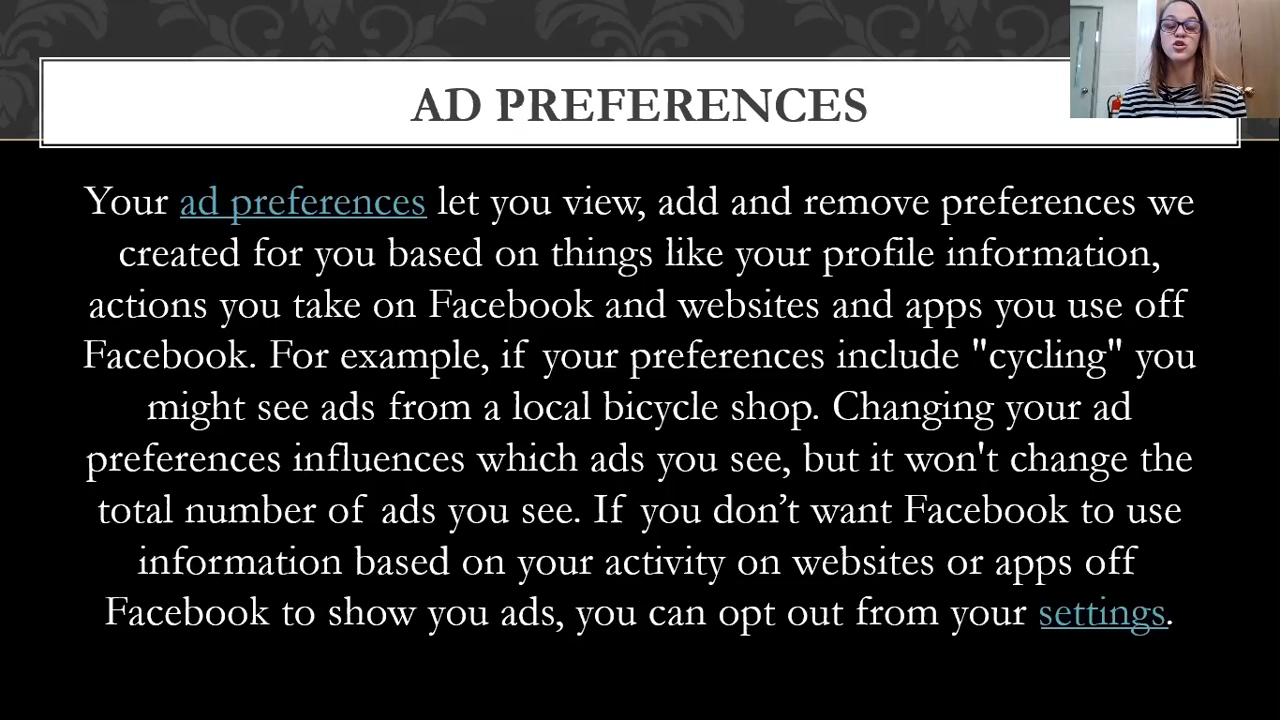 AD PREFERENCES
Your ad preferences let you view, add and remove preferences we
created for you based on things like your profile information,
actions you take on Facebook and websites and apps you use off
Facebook. For example, if your preferences include "cycling" you
might see ads from a local bicycle shop. Changing your ad
preferences influences which ads you see, but it won't change the
total number of ads you see. If you don’t want Facebook to use
information based on your activity on websites or apps off
Facebook to show you ads, you can opt out from your settings.